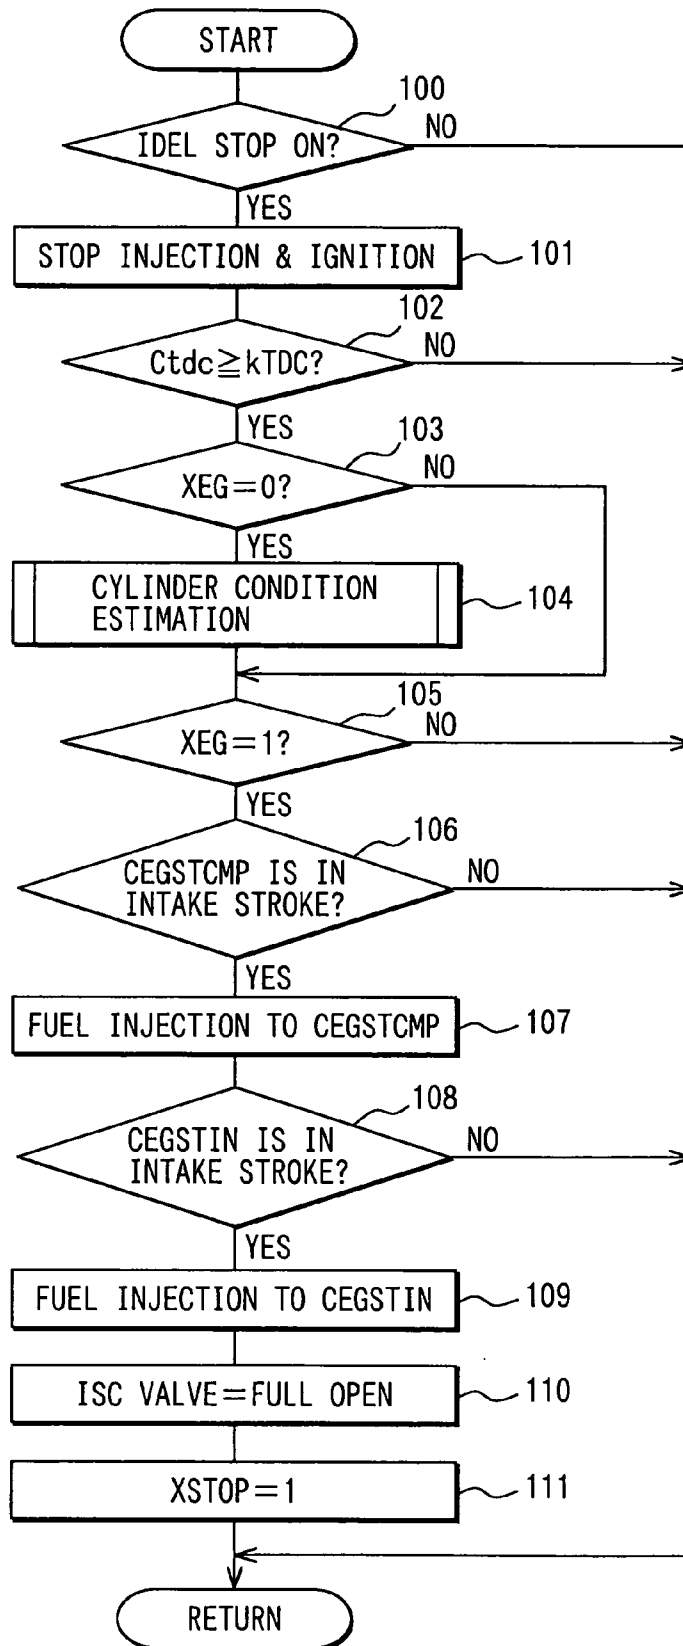 START
100
IDEL STOP ON?
NO
YES
STOP INJECTION & IGNITION
101
102
Ctdc≧kTDC?
NO
YES
103
XEG=0?
NO
YES
CYLINDER CONDITION
ESTIMATION
104
105
XEG=1?
NO
YES
106
CEGSTCMP IS IN
INTAKE STROKE?
NO
YES
FUEL INJECTION TO CEGSTCMP
107
108
CEGSTIN IS IN
INTAKE STROKE?
NO
YES
FUEL INJECTION TO CEGSTIN
109
ISC VALVE=FULL OPEN
110
XSTOP=1
111
RETURN